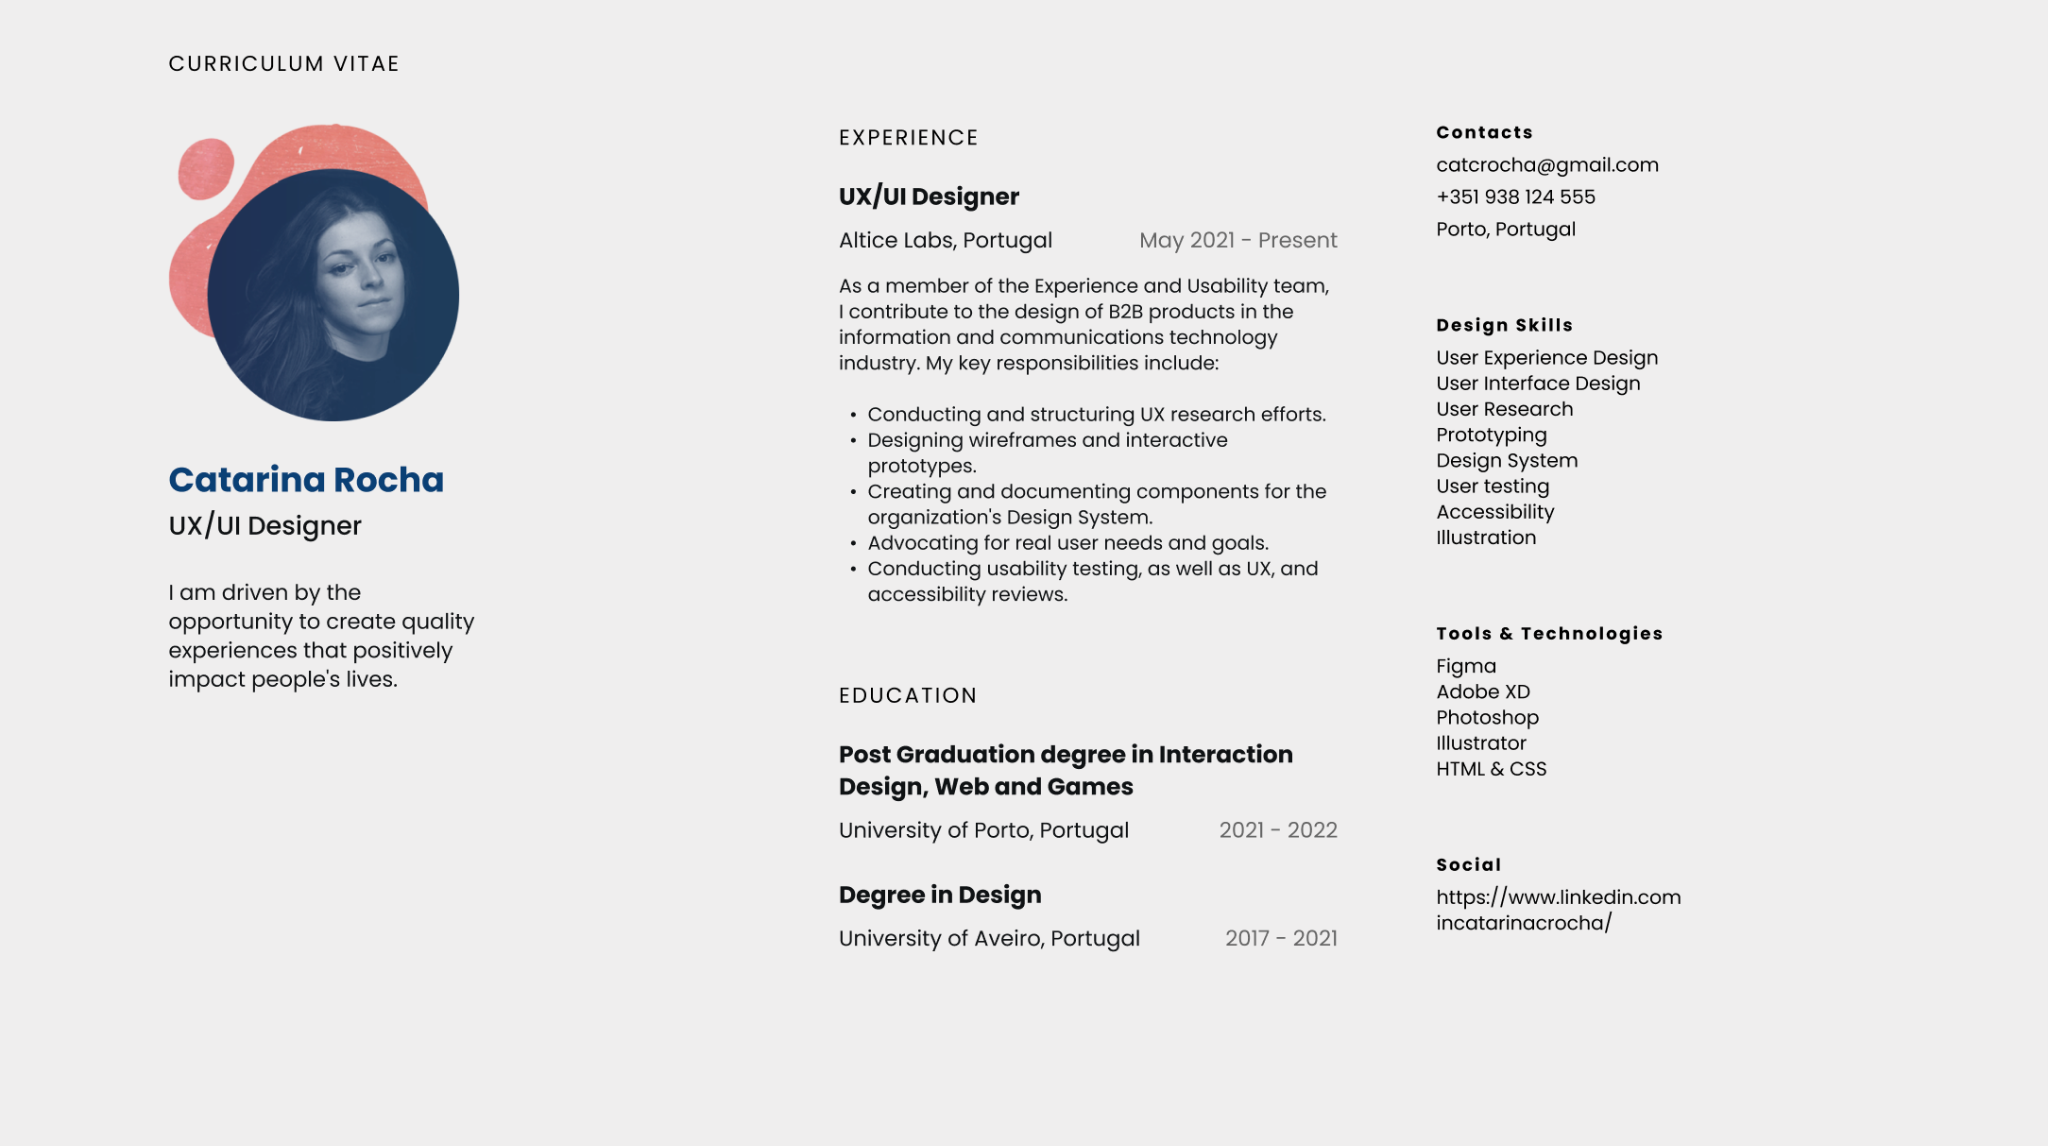 CURRICULUM VITAE
Catarina Rocha
UX/UI Designer
I am driven by the
opportunity to create quality
experiences that positively
impact people's lives.
EXPERIENCE
UX/UI Designer
Altice Labs, Portugal May 2021 - Present
As a member of the Experience and Usability team,
I contribute to the design of B2B products in the
information and communications technology
industry. My key responsibilities include:
• Conducting and structuring UX research efforts.
• Designing wireframes and interactive
prototypes.
• Creating and documenting components for the
organization's Design System.
• Advocating for real user needs and goals.
• Conducting usability testing, as well as UX, and
accessibility reviews.
EDUCATION
Post Graduation degree in Interaction
Design, Web and Games
University of Porto, Portugal 2021 - 2022
Degree in Design
University of Aveiro, Portugal 2017 - 2021
Contacts
catcrocha@gmail.com
+351 938 124 555
Porto, Portugal
Design Skills
User Experience Design
User Interface Design
User Research
Prototyping
Design System
User testing
Accessibility
Illustration
Tools & Technologies
Figma
Adobe XD
Photoshop
Illustrator
HTML & CSS
Social
https://www.linkedin.com
incatarinacrocha/